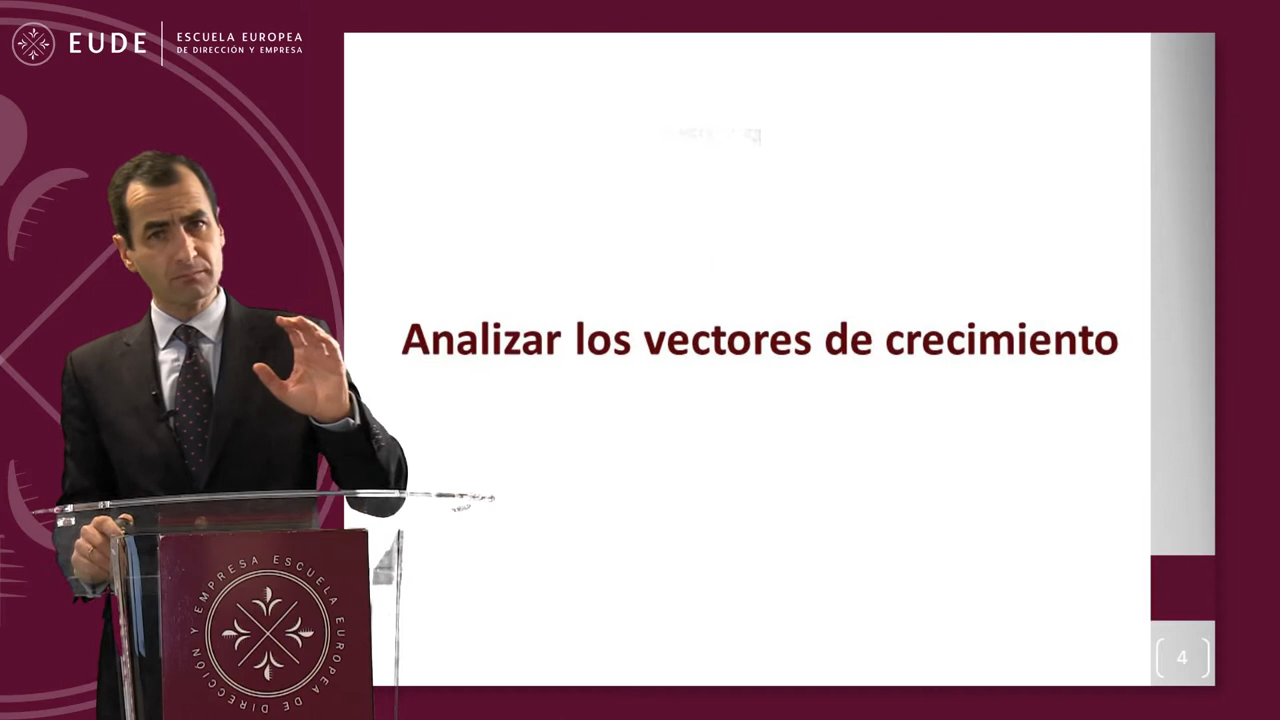 EUDE
ESCUELA EUROPEA
DE DIRECCIÓN Y EMPRESA
Analizar los vectores de crecimiento
4
ESCUELA EUROPEA DE DIRECCIÓN Y EMPRESA